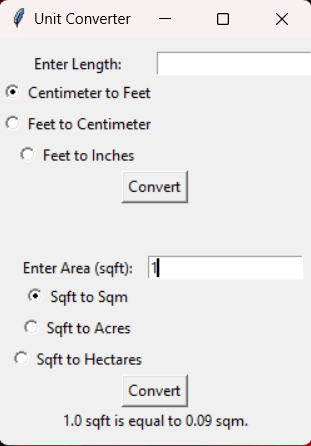 Unit Converter
Enter Length:
Centimeter to Feet
Feet to Centimeter
Feet to Inches
Convert
Enter Area (sqft): 1
Sqft to Sqm
Sqft to Acres
Sqft to Hectares
Convert
1.0 sqft is equal to 0.09 sqm.